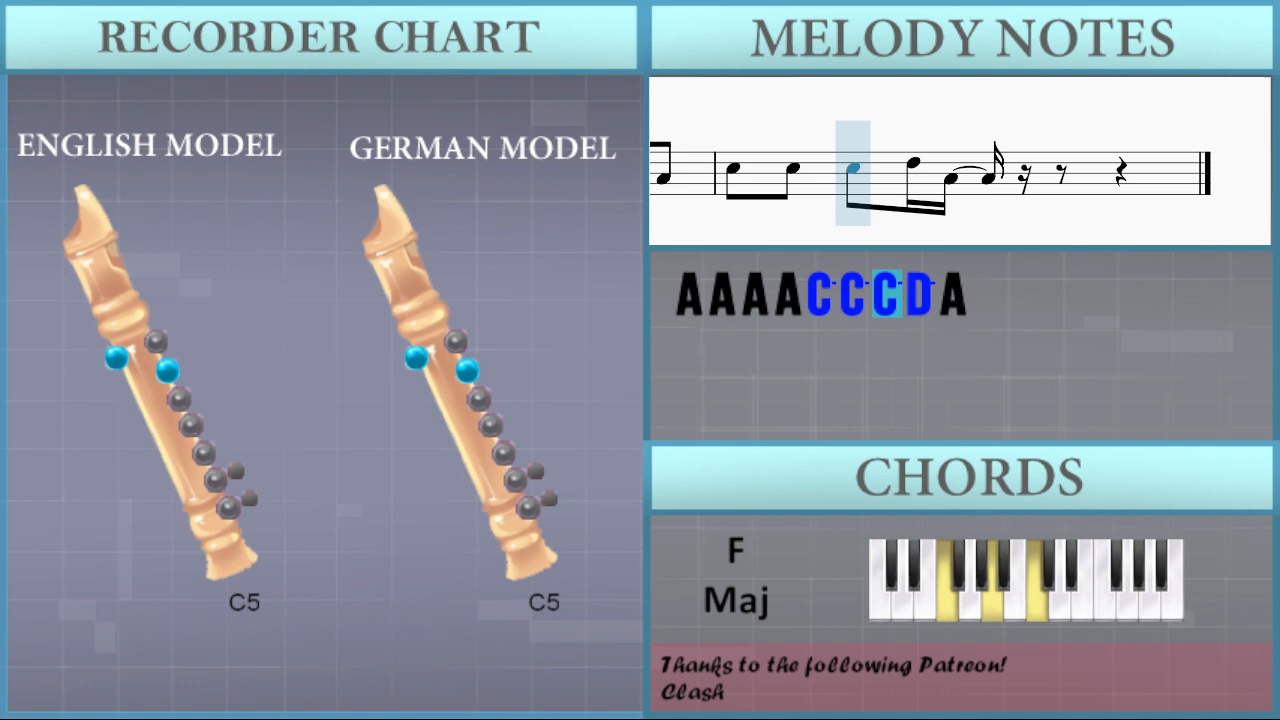 RECORDER CHART
ENGLISH MODEL
GERMAN MODEL
C5
C5
MELODY NOTES
AAAACCCDA
CHORDS
F
Maj
Thanks to the following Patreon!
Clash